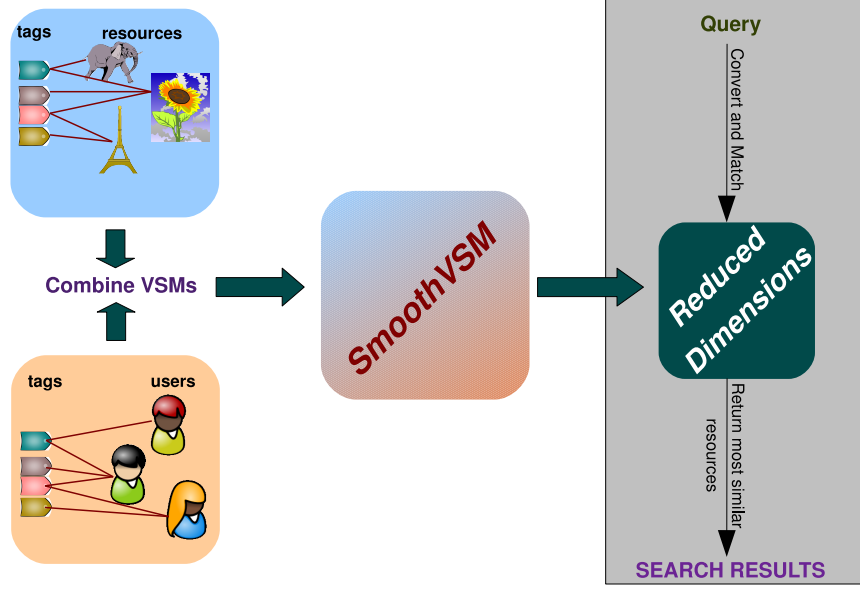 tags
resources
Combine VSMs
tags
users
SmoothVSM
Query
Convert and Match
Reduced
Dimensions
Return most similar
resources
SEARCH RESULTS